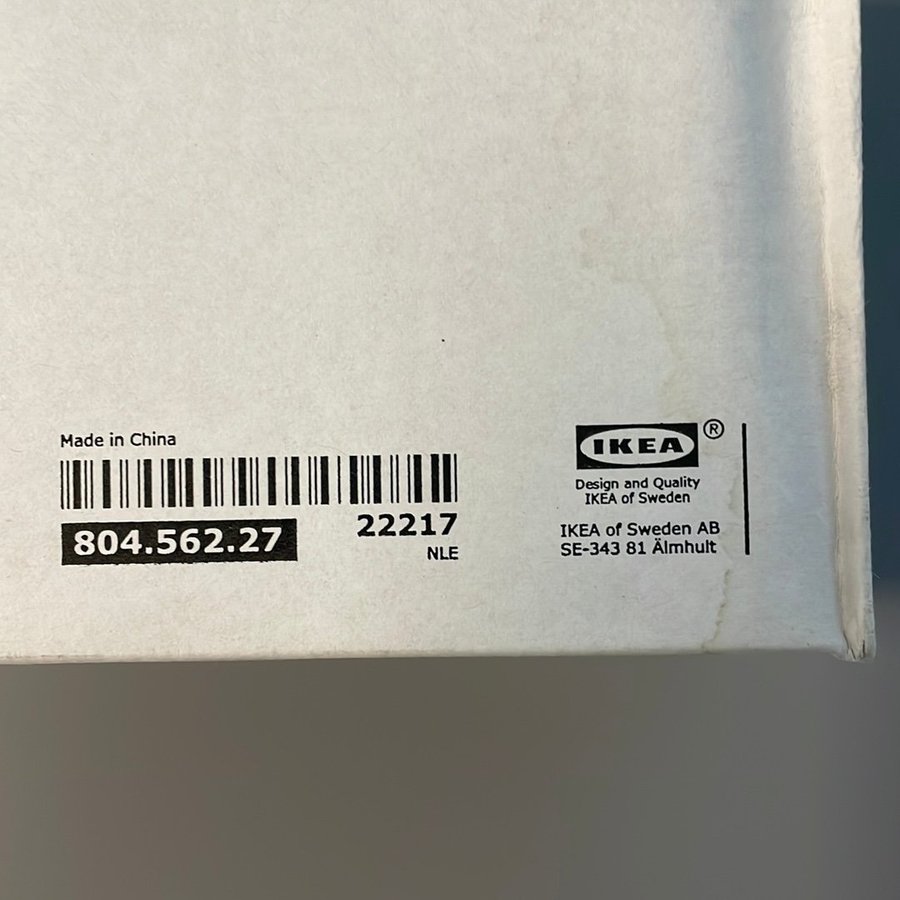 Made in China
804.562.27
22217
NLE
IKEA®
Design and Quality
IKEA of Sweden
IKEA of Sweden AB
SE-343 81 Älmhult